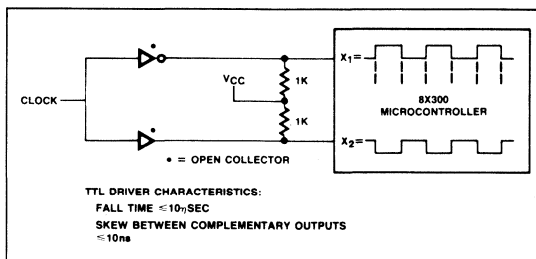 CLOCK
VCC
1K
1K
• = OPEN COLLECTOR
X1=
8X300
MICROCONTROLLER
X2=
TTL DRIVER CHARACTERISTICS:
FALL TIME ≤10ηSEC
SKEW BETWEEN COMPLEMENTARY OUTPUTS
≤10ns